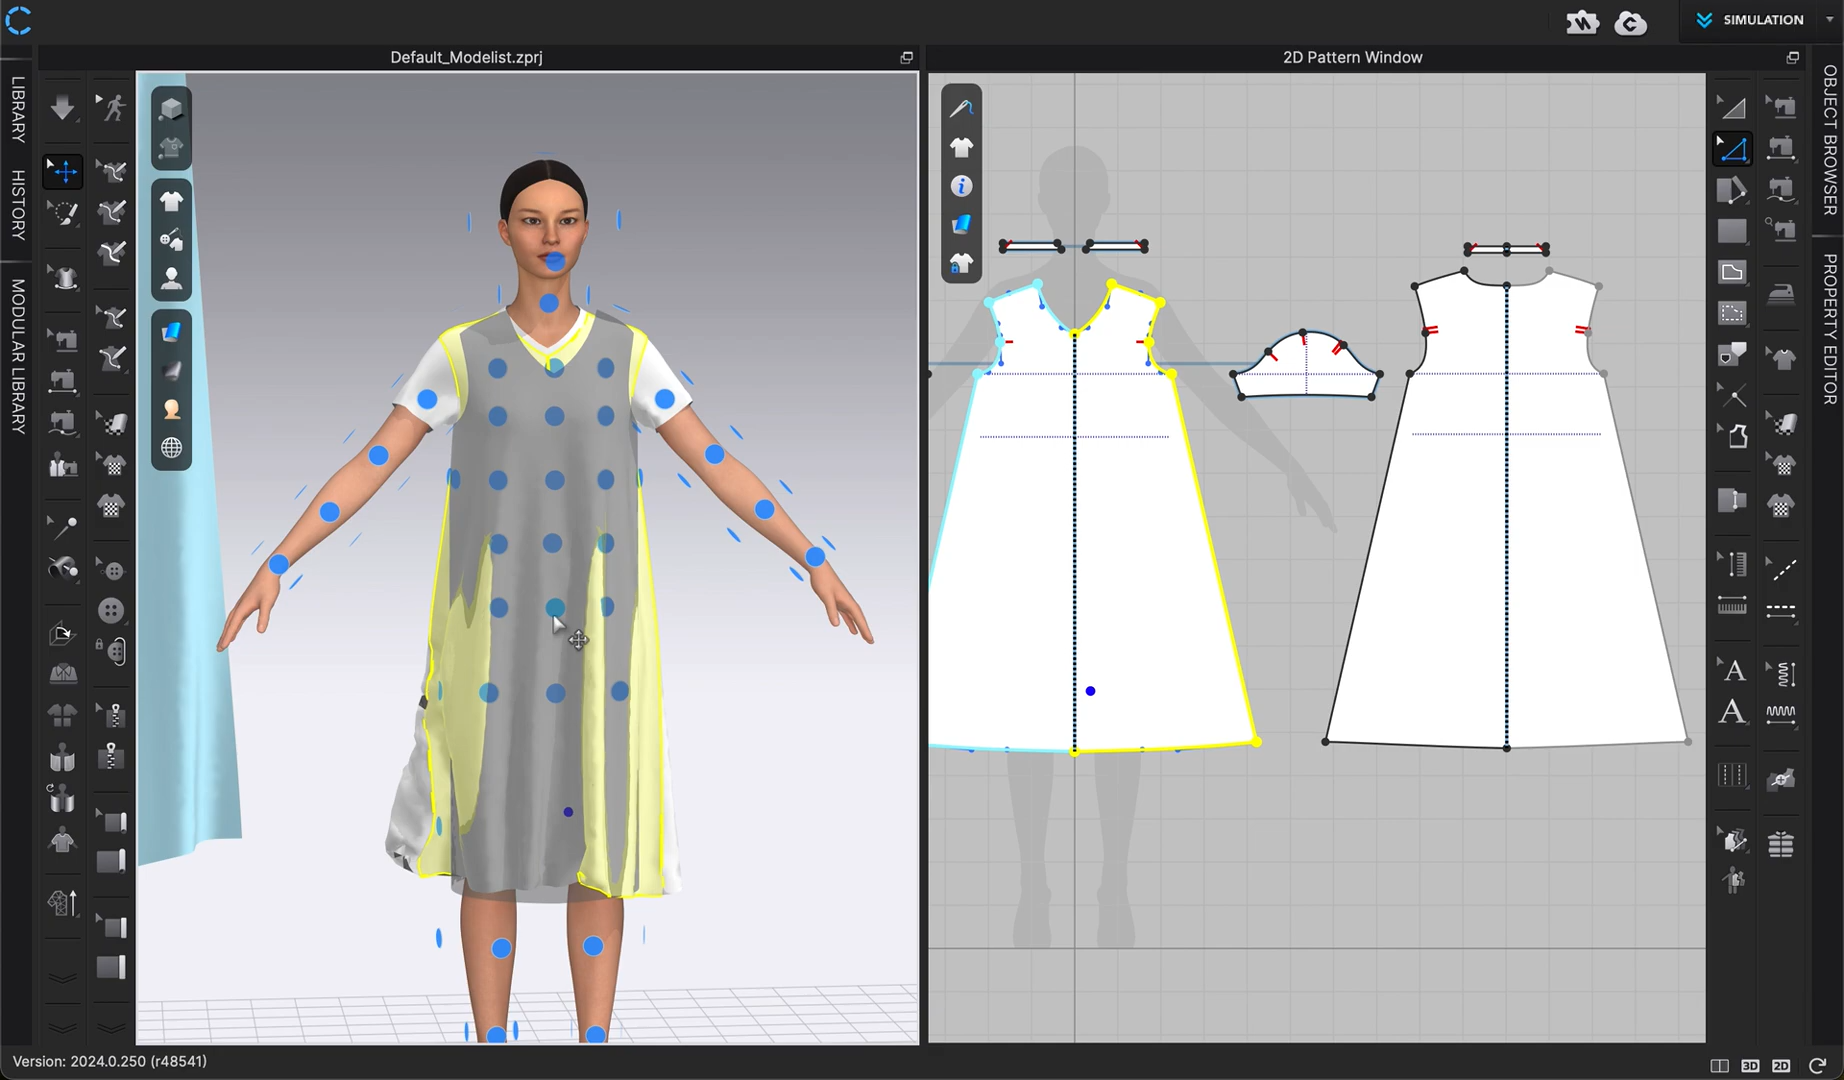 SIMULATION
Default_Modelist.zprj
2D Pattern Window
LIBRARY
HISTORY
MODULAR LIBRARY
OBJECT BROWSER
PROPERTY EDITOR
A
A
Version: 2024.0.250 (r48541)
3D
2D